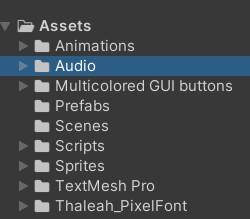 Assets
Animations
Audio
Multicolored GUI buttons
Prefabs
Scenes
Scripts
Sprites
TextMesh Pro
Thaleah_PixelFont